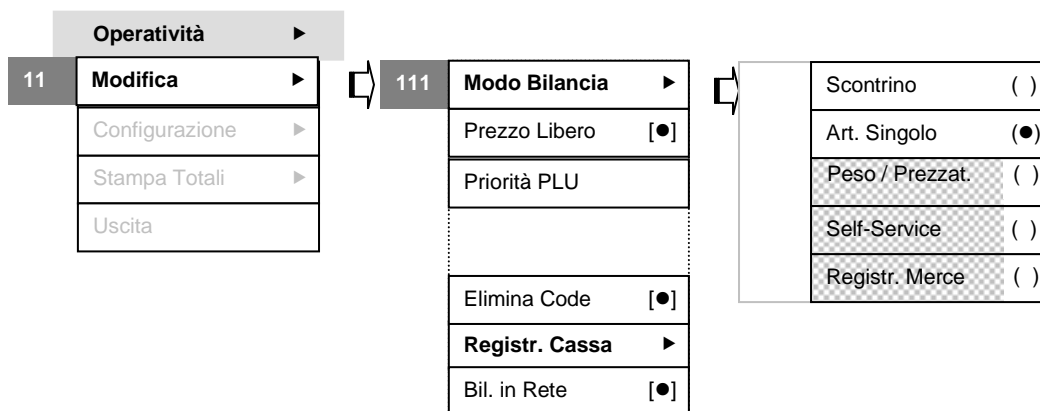 Operatività ►
11 Modifica ►
Configurazione ►
Stampa Totali ►
Uscita
111 Modo Bilancia ►
Prezzo Libero [●]
Priorità PLU
Elimina Code [●]
Registr. Cassa ►
Bil. in Rete [●]
Scontrino ( )
Art. Singolo (●)
Peso / Prezzat. ( )
Self-Service ( )
Registr. Merce ( )